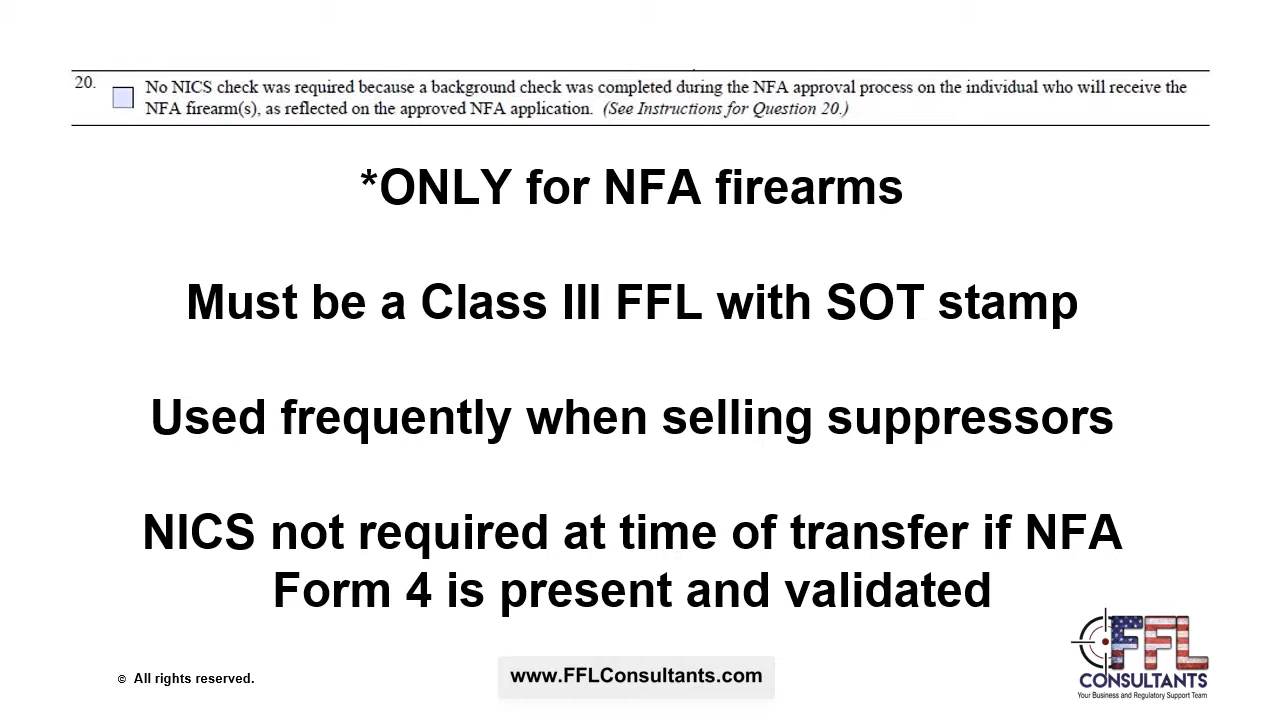 20.
No NICS check was required because a background check was completed during the NFA approval process on the individual who will receive the
NFA firearm(s), as reflected on the approved NFA application. (See Instructions for Question 20.)
*ONLY for NFA firearms
Must be a Class III FFL with SOT stamp
Used frequently when selling suppressors
NICS not required at time of transfer if NFA
Form 4 is present and validated
© All rights reserved.
www.FFLConsultants.com
FFL
CONSULTANTS
Your Business and Regulatory Support Team